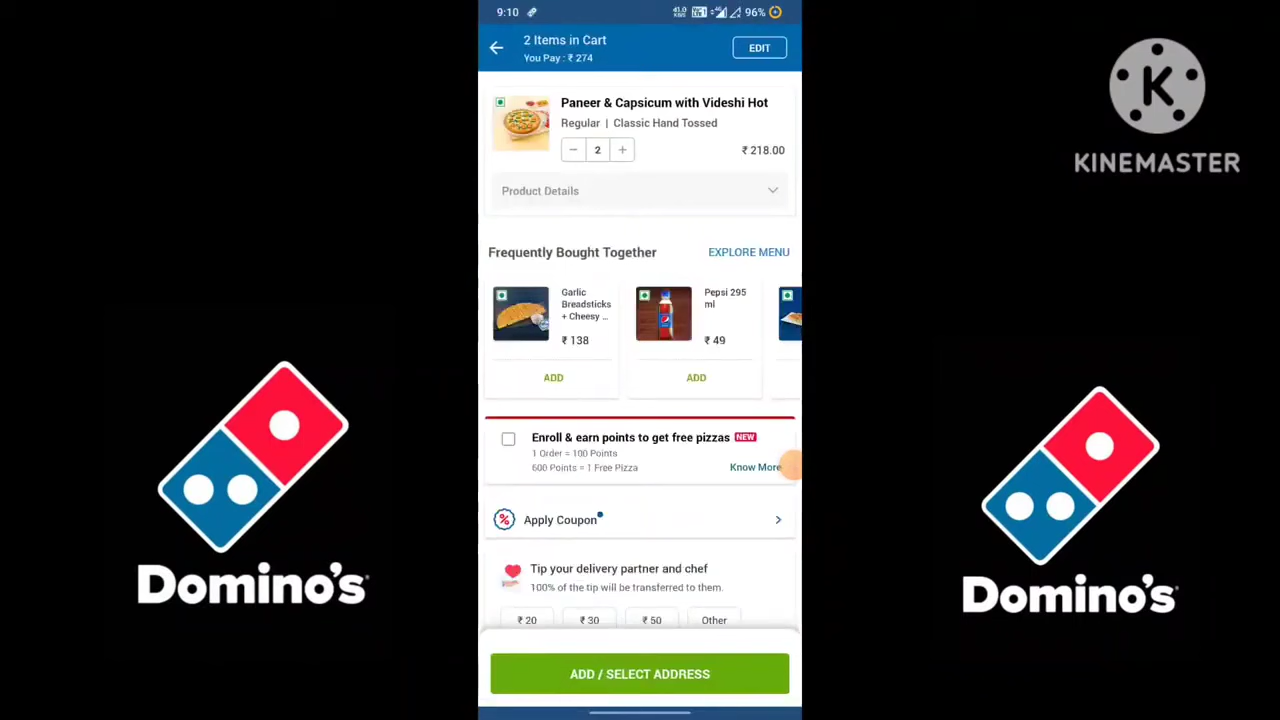 9:10
41.0
KB/S
96%
2 Items in Cart
You Pay : ₹ 274
EDIT
K
KINEMASTER
Paneer & Capsicum with Videshi Hot
Regular | Classic Hand Tossed
2
₹ 218.00
Product Details
Frequently Bought Together
EXPLORE MENU
Garlic
Breadsticks
+ Cheesy ...
₹ 138
ADD
Pepsi 295
ml
₹ 49
ADD
Enroll & earn points to get free pizzas NEW
1 Order = 100 Points
600 Points = 1 Free Pizza
Know More
Apply Coupon
Tip your delivery partner and chef
100% of the tip will be transferred to them.
₹ 20 ₹ 30 ₹ 50 Other
ADD / SELECT ADDRESS
Domino's
Domino's